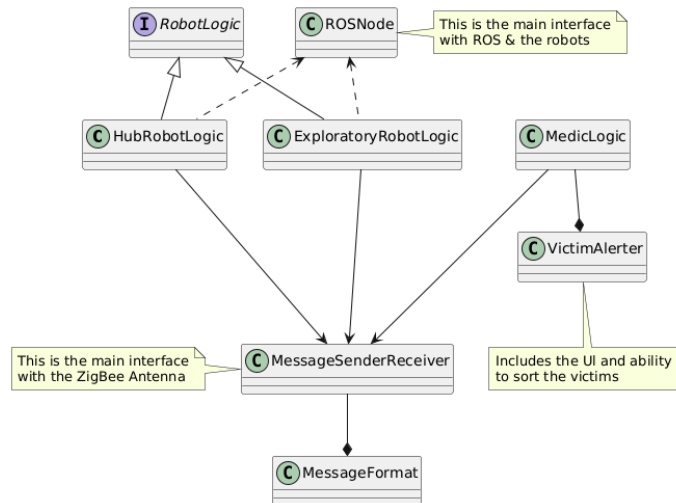 I RobotLogic
C ROSNode
This is the main interface
with ROS & the robots
C HubRobotLogic
C ExploratoryRobotLogic
C MedicLogic
C VictimAlerter
This is the main interface
with the ZigBee Antenna
C MessageSenderReceiver
Includes the UI and ability
to sort the victims
C MessageFormat